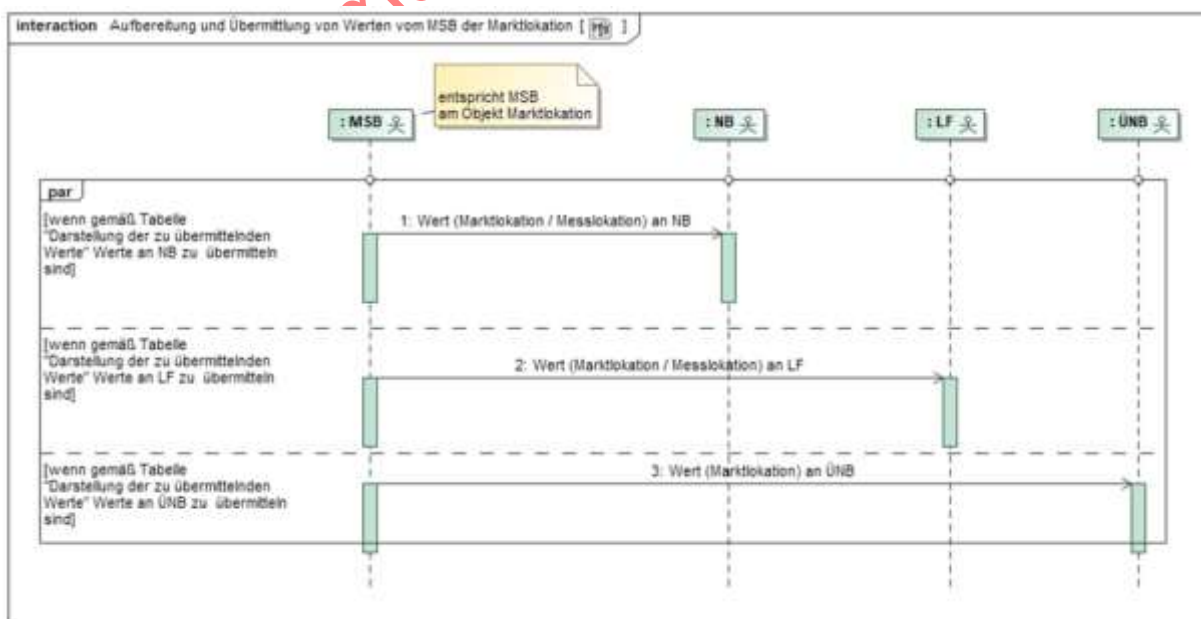 interaction Aufbereitung und Übermittlung von Werten vom MSB der Marktlokation [ ]
entspricht MSB
am Objekt Marktlokation
: MSB
: NB
: LF
: ÜNB
par
[wenn gemäß Tabelle
"Darstellung der zu übermittelnden
Werte" Werte an NB zu übermitteln
sind]
1: Wert (Marktlokation / Messlokation) an NB
[wenn gemäß Tabelle
"Darstellung der zu übermittelnden
Werte" Werte an LF zu übermitteln
sind]
2: Wert (Marktlokation / Messlokation) an LF
[wenn gemäß Tabelle
"Darstellung der zu übermittelnden
Werte" Werte an ÜNB zu übermitteln
sind]
3: Wert (Marktlokation) an ÜNB